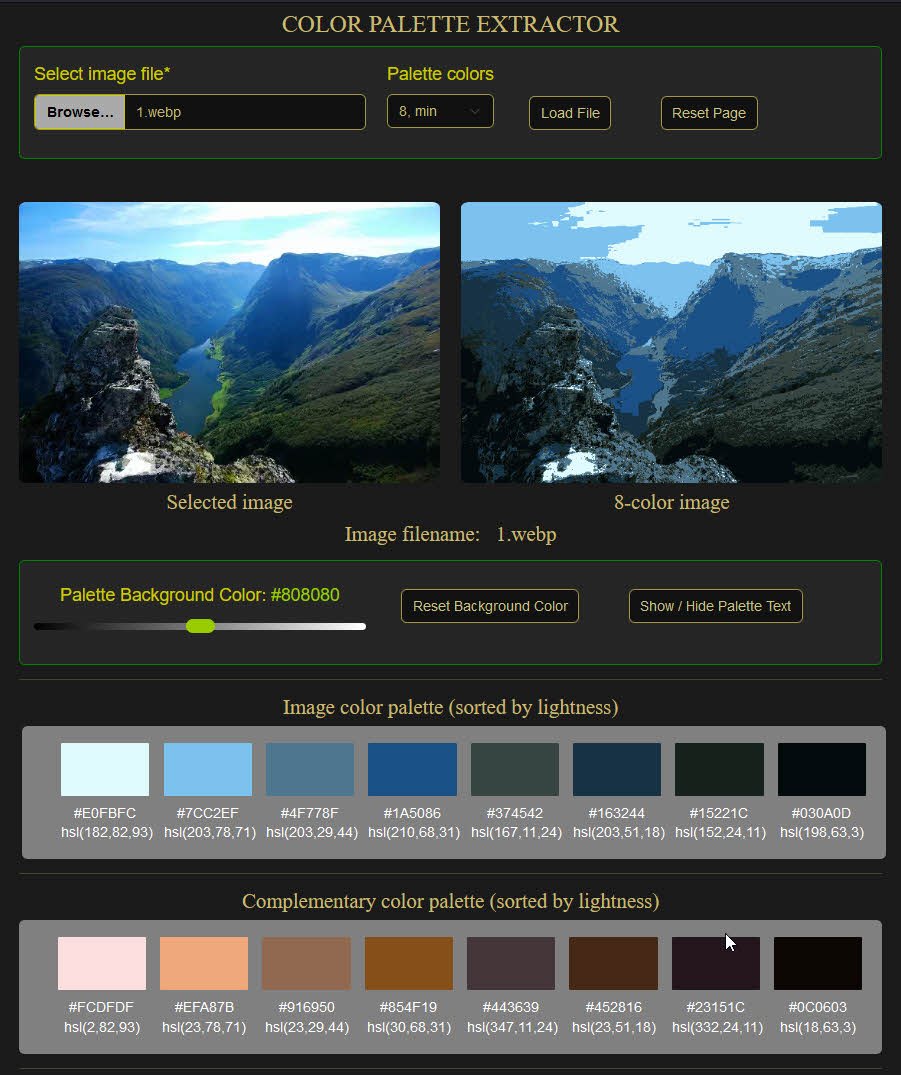 COLOR PALETTE EXTRACTOR
Select image file* Palette colors
Browse... 1.webp 8, min Load File Reset Page
Selected image 8-color image
Image filename: 1.webp
Palette Background Color: #808080 Reset Background Color Show / Hide Palette Text
Image color palette (sorted by lightness)
#E0FBFC #7CC2EF #4F778F #1A5086 #374542 #163244 #15221C #030A0D
hsl(182,82,93) hsl(203,78,71) hsl(203,29,44) hsl(210,68,31) hsl(167,11,24) hsl(203,51,18) hsl(152,24,11) hsl(198,63,3)
Complementary color palette (sorted by lightness)
#FCDFDF #EFA87B #916950 #854F19 #443639 #452816 #23151C #0C0603
hsl(2,82,93) hsl(23,78,71) hsl(23,29,44) hsl(30,68,31) hsl(347,11,24) hsl(23,51,18) hsl(332,24,11) hsl(18,63,3)